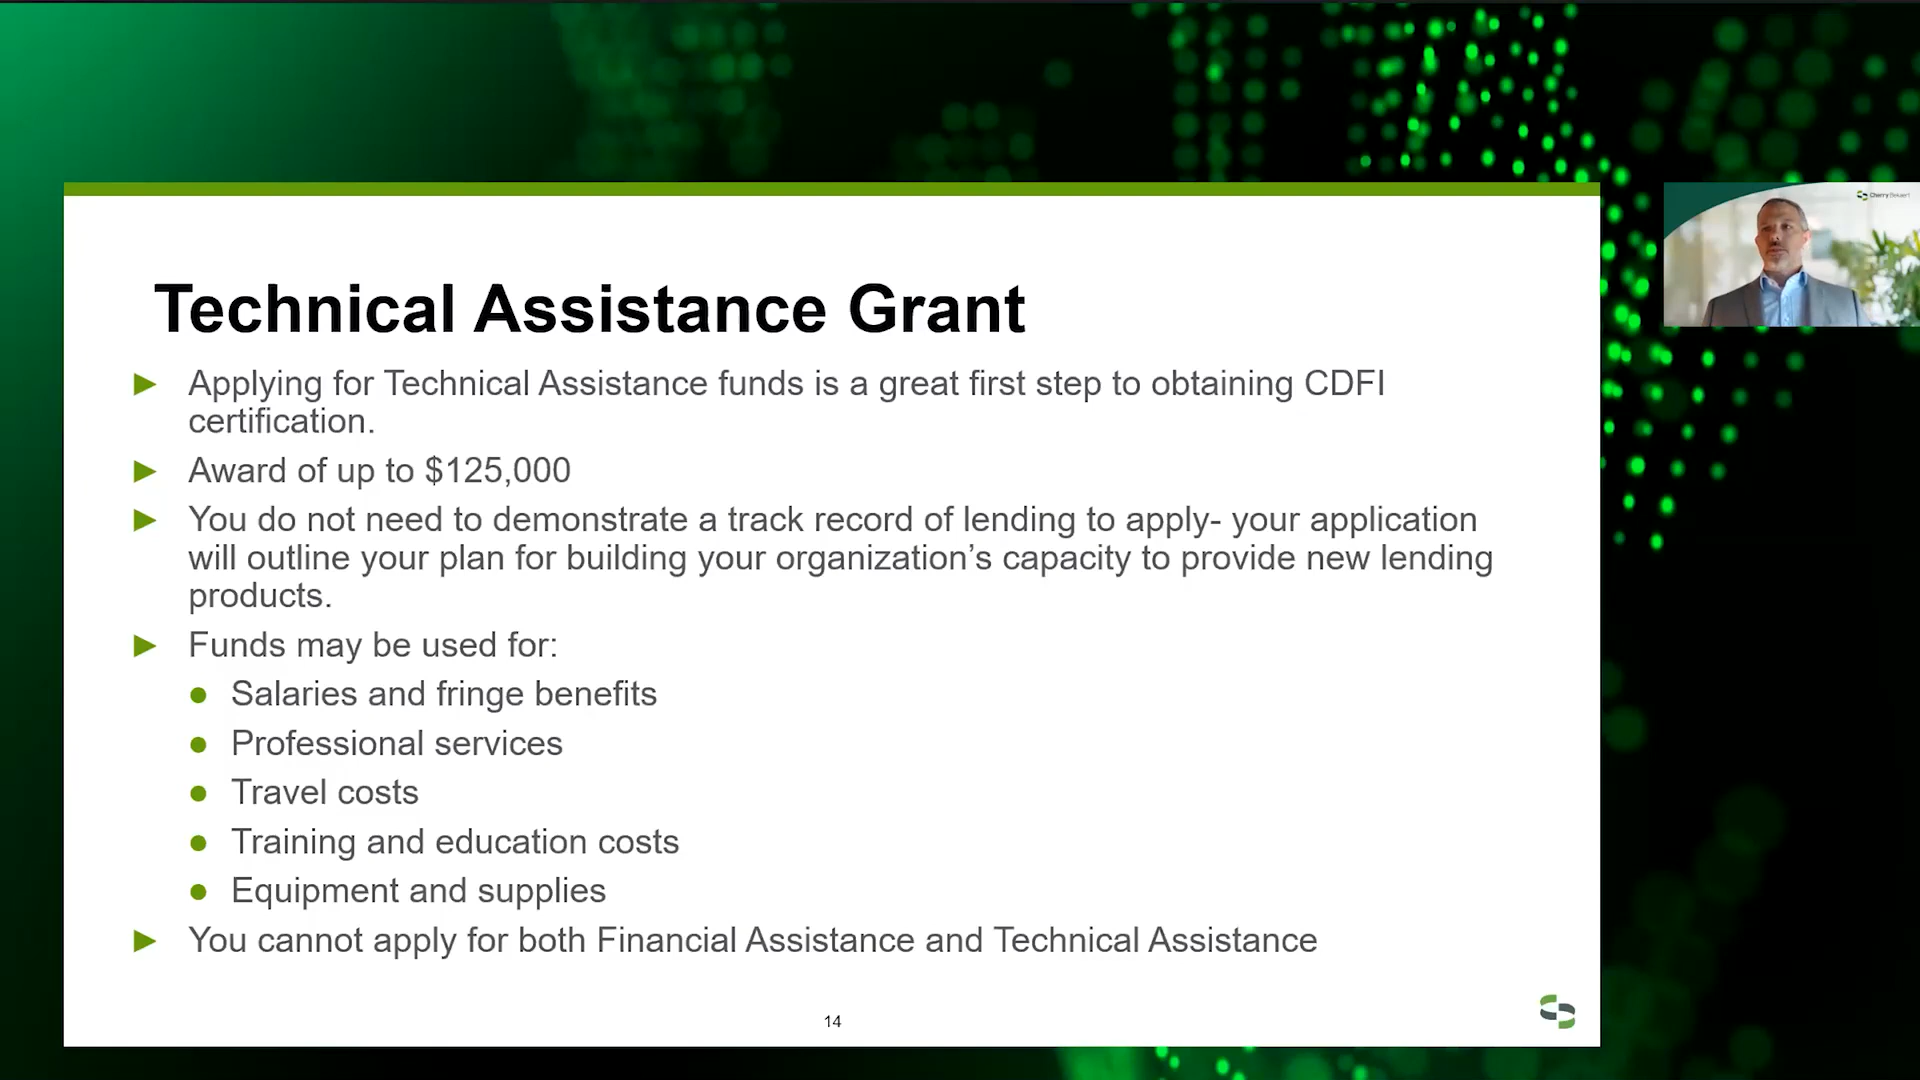 Technical Assistance Grant
Applying for Technical Assistance funds is a great first step to obtaining CDFI
certification.
Award of up to $125,000
You do not need to demonstrate a track record of lending to apply- your application
will outline your plan for building your organization’s capacity to provide new lending
products.
Funds may be used for:
Salaries and fringe benefits
Professional services
Travel costs
Training and education costs
Equipment and supplies
You cannot apply for both Financial Assistance and Technical Assistance
14
CherryBekaert